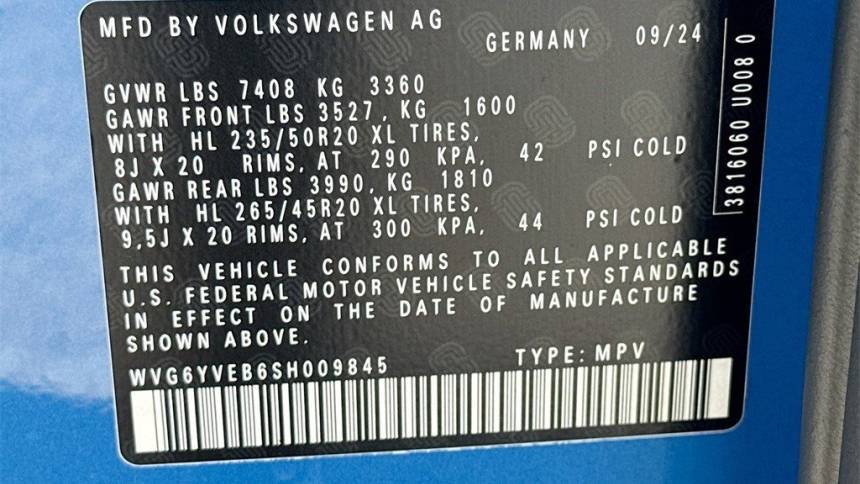 MFD BY VOLKSWAGEN AG
GERMANY 09/24
GVWR LBS 7408 KG 3360
GAWR FRONT LBS 3527, KG 1600
WITH HL 235/50R20 XL TIRES,
8J X 20 RIMS, AT 290 KPA, 42 PSI COLD
GAWR REAR LBS 3990, KG 1810
WITH HL 265/45R20 XL TIRES,
9,5J X 20 RIMS, AT 300 KPA, 44 PSI COLD
THIS VEHICLE CONFORMS TO ALL APPLICABLE
U.S. FEDERAL MOTOR VEHICLE SAFETY STANDARDS
IN EFFECT ON THE DATE OF MANUFACTURE
SHOWN ABOVE.
WVG6YVEB6SH009845 TYPE: MPV
3816060 U008 0